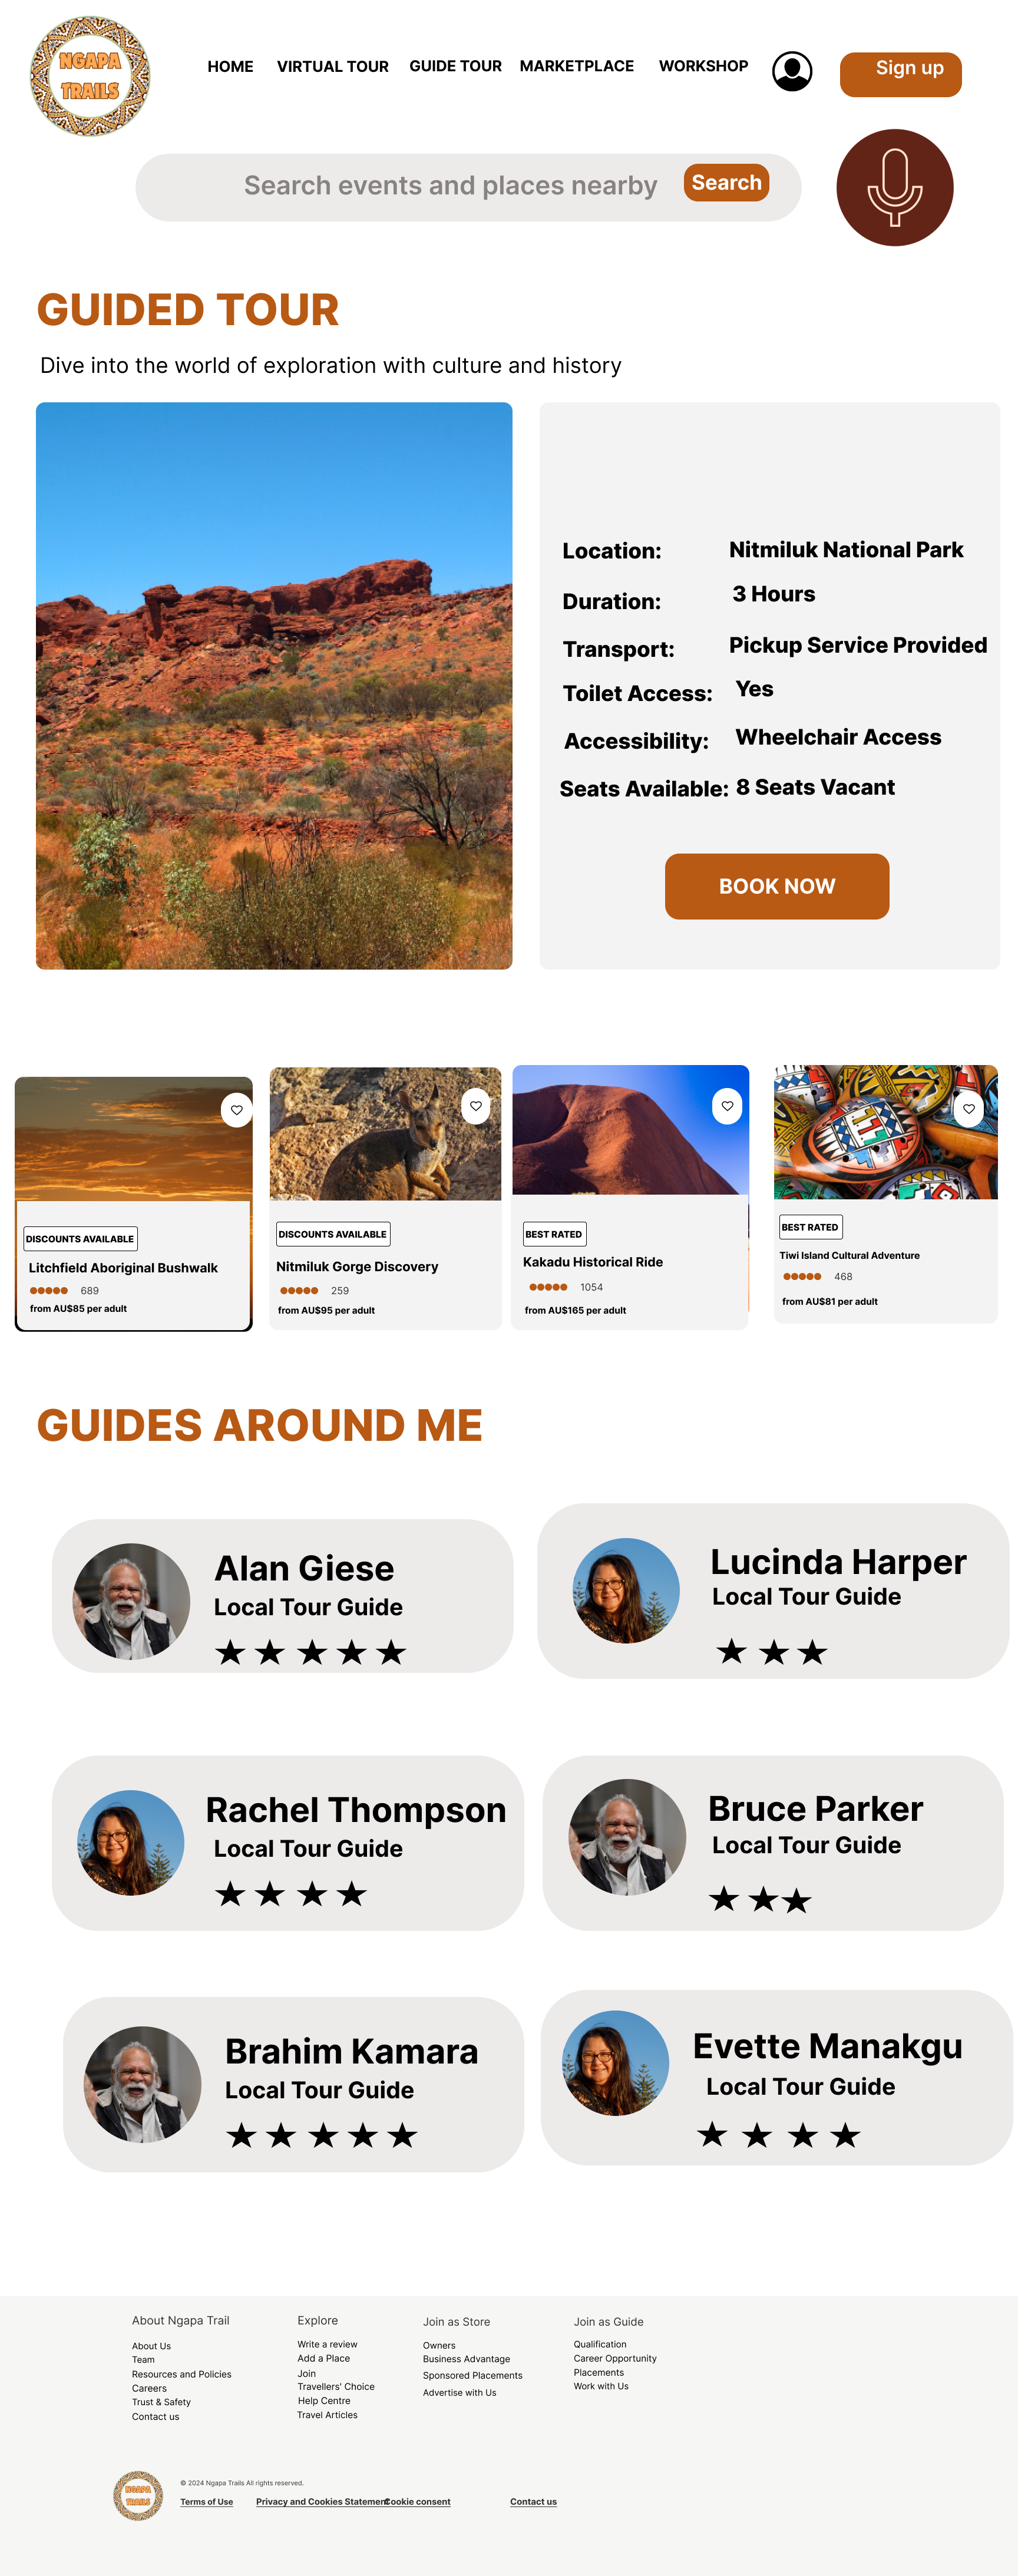 NGAPA
TRAILS
HOME
VIRTUAL TOUR
GUIDE TOUR
MARKETPLACE
WORKSHOP
Sign up
Search events and places nearby
Search
GUIDED TOUR
Dive into the world of exploration with culture and history
Location: Nitmiluk National Park
Duration: 3 Hours
Transport: Pickup Service Provided
Toilet Access: Yes
Accessibility: Wheelchair Access
Seats Available: 8 Seats Vacant
BOOK NOW
DISCOUNTS AVAILABLE
Litchfield Aboriginal Bushwalk
689
from AU$85 per adult
DISCOUNTS AVAILABLE
Nitmiluk Gorge Discovery
259
from AU$95 per adult
BEST RATED
Kakadu Historical Ride
1054
from AU$165 per adult
BEST RATED
Tiwi Island Cultural Adventure
468
from AU$81 per adult
GUIDES AROUND ME
Alan Giese
Local Tour Guide
Lucinda Harper
Local Tour Guide
Rachel Thompson
Local Tour Guide
Bruce Parker
Local Tour Guide
Brahim Kamara
Local Tour Guide
Evette Manakgu
Local Tour Guide
About Ngapa Trail
About Us
Team
Resources and Policies
Careers
Trust & Safety
Contact us
Explore
Write a review
Add a Place
Join
Travellers' Choice
Help Centre
Travel Articles
Join as Store
Owners
Business Advantage
Sponsored Placements
Advertise with Us
Join as Guide
Qualification
Career Opportunity
Placements
Work with Us
NGAPA
TRAILS
© 2024 Ngapa Trails All rights reserved.
Terms of Use
Privacy and Cookies Statement
Cookie consent
Contact us